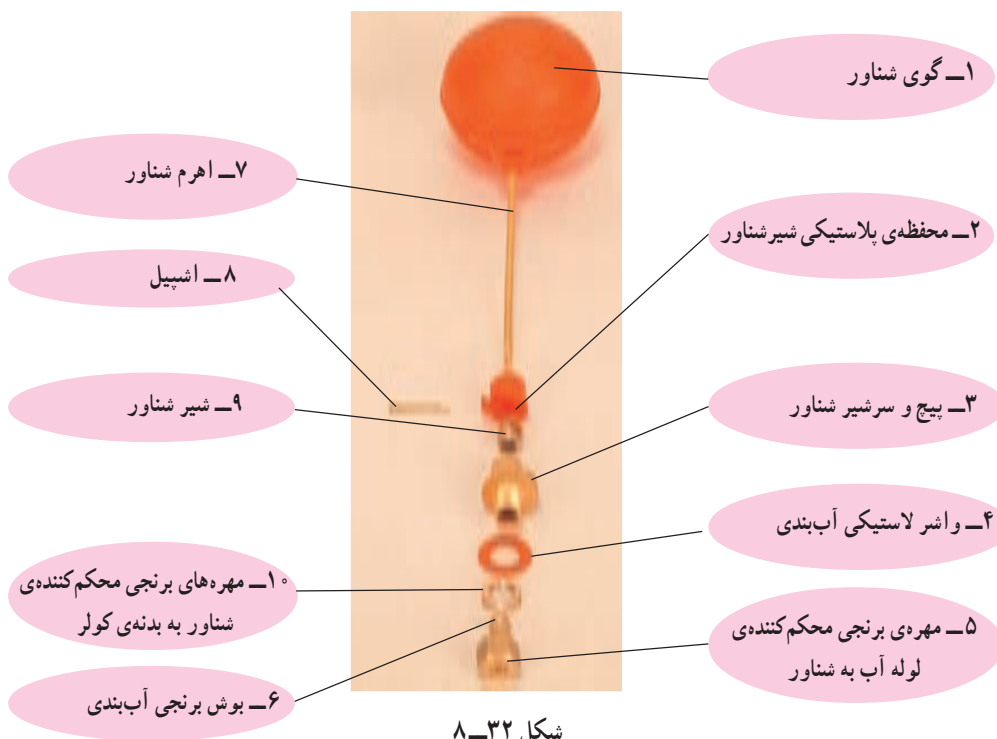 ۱ــ گوی شناور
۲ــ محفظه‌ی پلاستیکی شیرشناور
۳ــ پیچ و سرشیر شناور
۴ــ واشر لاستیکی آب‌بندی
۵ــ مهره‌ی برنجی محکم‌کننده‌ی
لوله آب به شناور
۷ــ اهرم شناور
۸ــ اشپیل
۹ــ شیر شناور
۱۰ــ مهره‌های برنجی محکم‌کننده‌ی
شناور به بدنه‌ی کولر
۶ــ بوش برنجی آب‌بندی
شکل ۳۲ــ۸